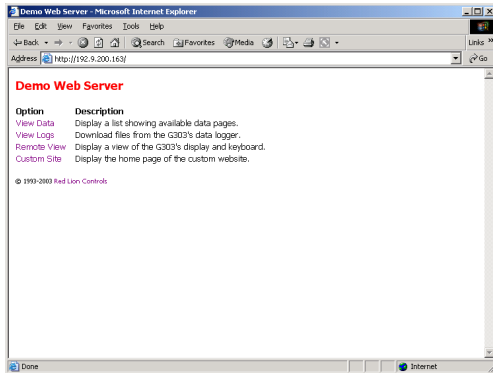 Demo Web Server - Microsoft Internet Explorer
File Edit View Favorites Tools Help
Back Search Favorites Media Links »
Address http://192.9.200.163/ Go
Demo Web Server
Option Description
View Data Display a list showing available data pages.
View Logs Download files from the G303's data logger.
Remote View Display a view of the G303's display and keyboard.
Custom Site Display the home page of the custom website.
© 1993-2003 Red Lion Controls
Done Internet